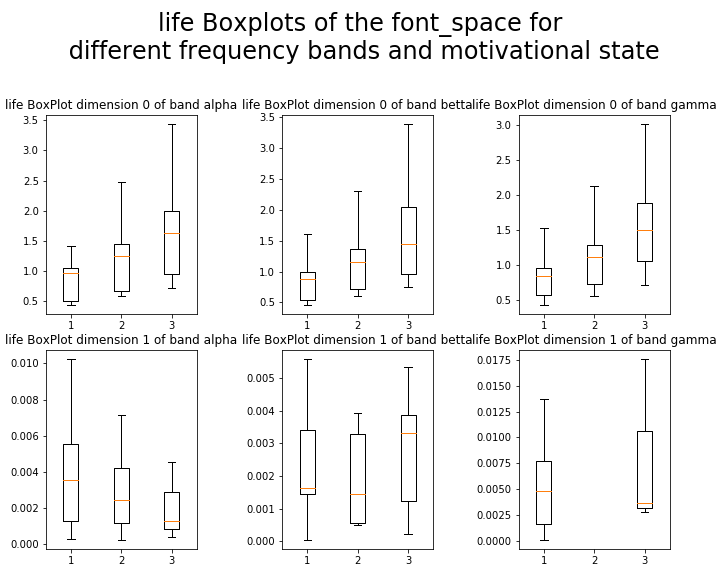 life Boxplots of the font_space for
different frequency bands and motivational state
life BoxPlot dimension 0 of band alpha
life BoxPlot dimension 0 of band betta
life BoxPlot dimension 0 of band gamma
3.5
3.0
2.5
2.0
1.5
1.0
0.5
1 2 3
3.5
3.0
2.5
2.0
1.5
1.0
0.5
1 2 3
3.0
2.5
2.0
1.5
1.0
0.5
1 2 3
life BoxPlot dimension 1 of band alpha
life BoxPlot dimension 1 of band betta
life BoxPlot dimension 1 of band gamma
0.010
0.008
0.006
0.004
0.002
0.000
1 2 3
0.005
0.004
0.003
0.002
0.001
0.000
1 2 3
0.0175
0.0150
0.0125
0.0100
0.0075
0.0050
0.0025
0.0000
1 2 3